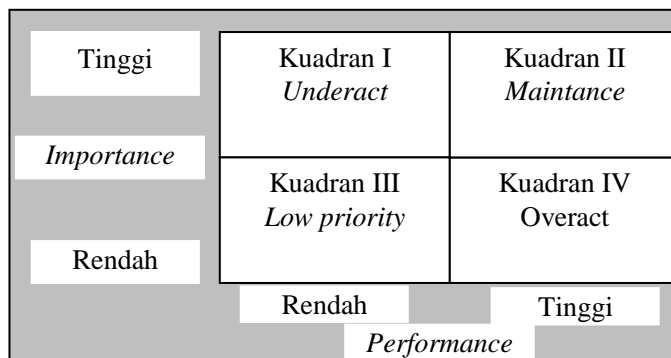 Tinggi
Kuadran I
Underact
Kuadran II
Maintance
Importance
Kuadran III
Low priority
Kuadran IV
Overact
Rendah
Rendah
Tinggi
Performance